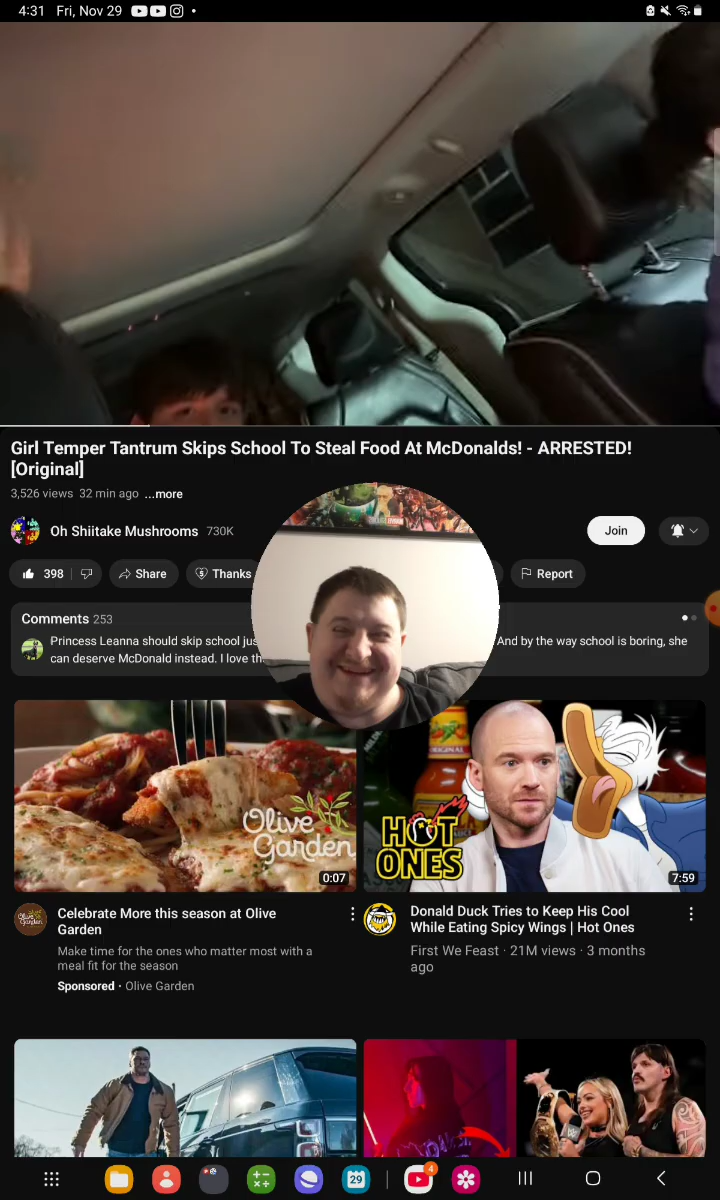 4:31 Fri, Nov 29
Girl Temper Tantrum Skips School To Steal Food At McDonalds! - ARRESTED!
[Original]
3,526 views 32 min ago ...more
Oh Shiitake Mushrooms 730K
Join
398
Share
Thanks
Report
Comments 253
Princess Leanna should skip school jus And by the way school is boring, she
can deserve McDonald instead. I love th
Olive
Garden
0:07
ORIGINAL
HOT
ONES
7:59
Celebrate More this season at Olive
Garden
Make time for the ones who matter most with a
meal fit for the season
Sponsored · Olive Garden
Donald Duck Tries to Keep His Cool
While Eating Spicy Wings | Hot Ones
First We Feast · 21M views · 3 months
ago
29
4